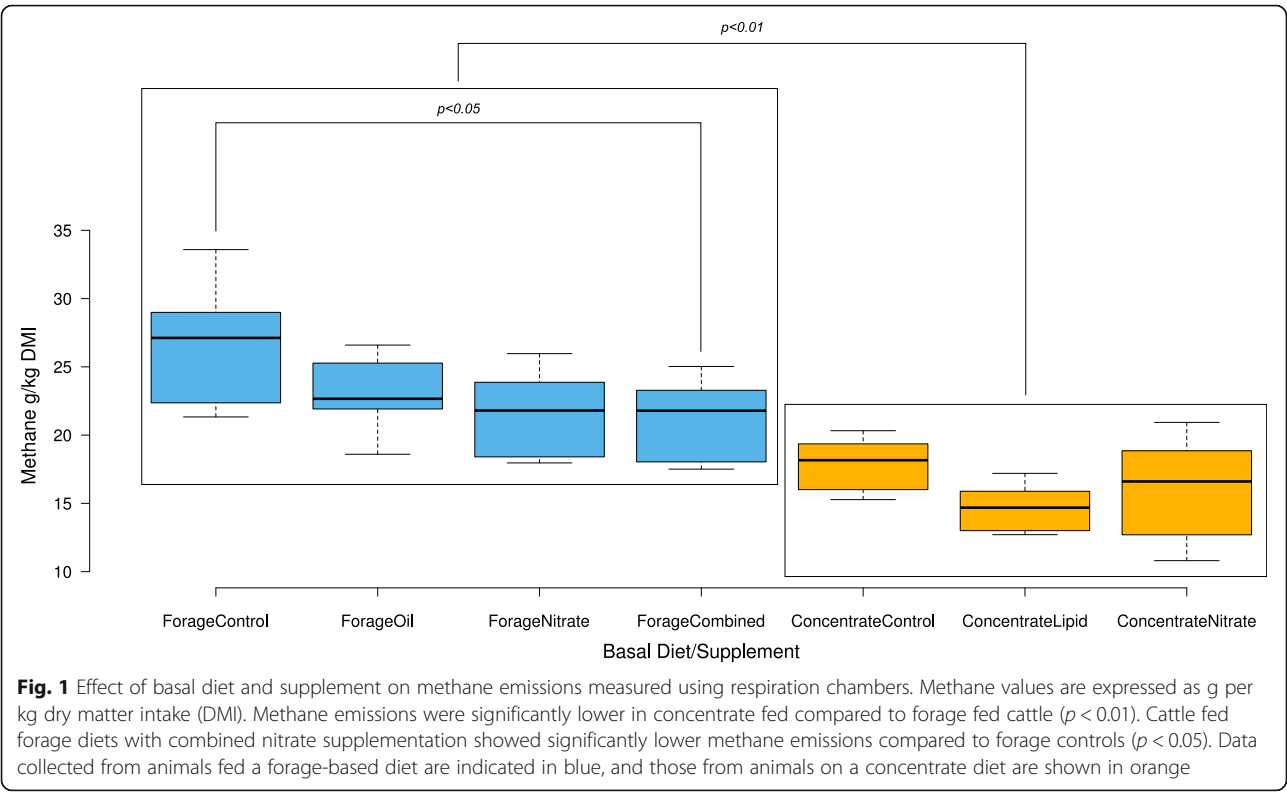 p<0.01
p<0.05
35
30
25
20
15
10
Methane g/kg DMI
ForageControl ForageOil ForageNitrate ForageCombined ConcentrateControl ConcentrateLipid ConcentrateNitrate
Basal Diet/Supplement
Fig. 1 Effect of basal diet and supplement on methane emissions measured using respiration chambers. Methane values are expressed as g per
kg dry matter intake (DMI). Methane emissions were significantly lower in concentrate fed compared to forage fed cattle (p < 0.01). Cattle fed
forage diets with combined nitrate supplementation showed significantly lower methane emissions compared to forage controls (p < 0.05). Data
collected from animals fed a forage-based diet are indicated in blue, and those from animals on a concentrate diet are shown in orange